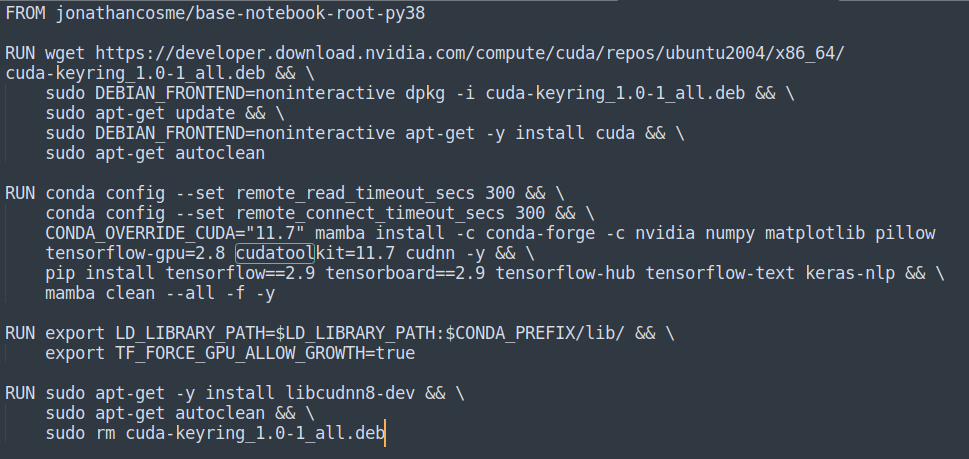 FROM jonathancosme/base-notebook-root-py38
RUN wget https://developer.download.nvidia.com/compute/cuda/repos/ubuntu2004/x86_64/
cuda-keyring_1.0-1_all.deb && \
    sudo DEBIAN_FRONTEND=noninteractive dpkg -i cuda-keyring_1.0-1_all.deb && \
    sudo apt-get update && \
    sudo DEBIAN_FRONTEND=noninteractive apt-get -y install cuda && \
    sudo apt-get autoclean
RUN conda config --set remote_read_timeout_secs 300 && \
    conda config --set remote_connect_timeout_secs 300 && \
    CONDA_OVERRIDE_CUDA="11.7" mamba install -c conda-forge -c nvidia numpy matplotlib pillow
    tensorflow-gpu=2.8 cudatoolkit=11.7 cudnn -y && \
    pip install tensorflow==2.9 tensorboard==2.9 tensorflow-hub tensorflow-text keras-nlp && \
    mamba clean --all -f -y
RUN export LD_LIBRARY_PATH=$LD_LIBRARY_PATH:$CONDA_PREFIX/lib/ && \
    export TF_FORCE_GPU_ALLOW_GROWTH=true
RUN sudo apt-get -y install libcudnn8-dev && \
    sudo apt-get autoclean && \
    sudo rm cuda-keyring_1.0-1_all.deb